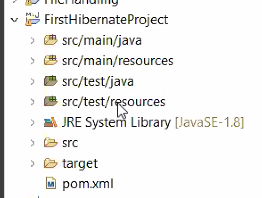 FirstHibernateProject
src/main/java
src/main/resources
src/test/java
src/test/resources
JRE System Library [JavaSE-1.8]
src
target
pom.xml